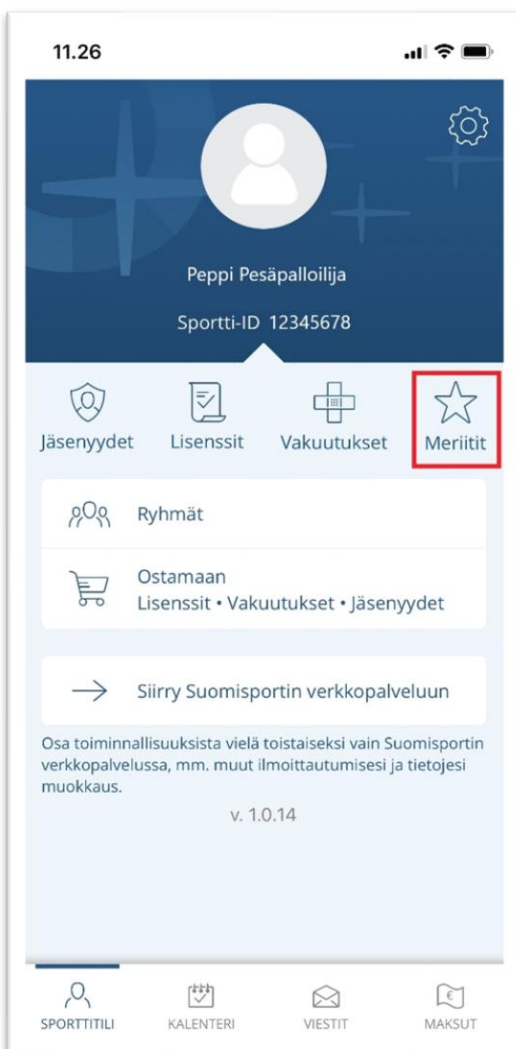 11.26
Peppi Pesäpalloilija
Sportti-ID 12345678
Jäsenyydet Lisenssit Vakuutukset Meriitit
Ryhmät
Ostamaan
Lisenssit • Vakuutukset • Jäsenyydet
Siirry Suomisportin verkkopalveluun
Osa toiminnallisuuksista vielä toistaiseksi vain Suomisportin
verkkopalvelussa, mm. muut ilmoittautumisesi ja tietojesi
muokkaus.
v. 1.0.14
€
SPORTTITILI KALENTERI VIESTIT MAKSUT